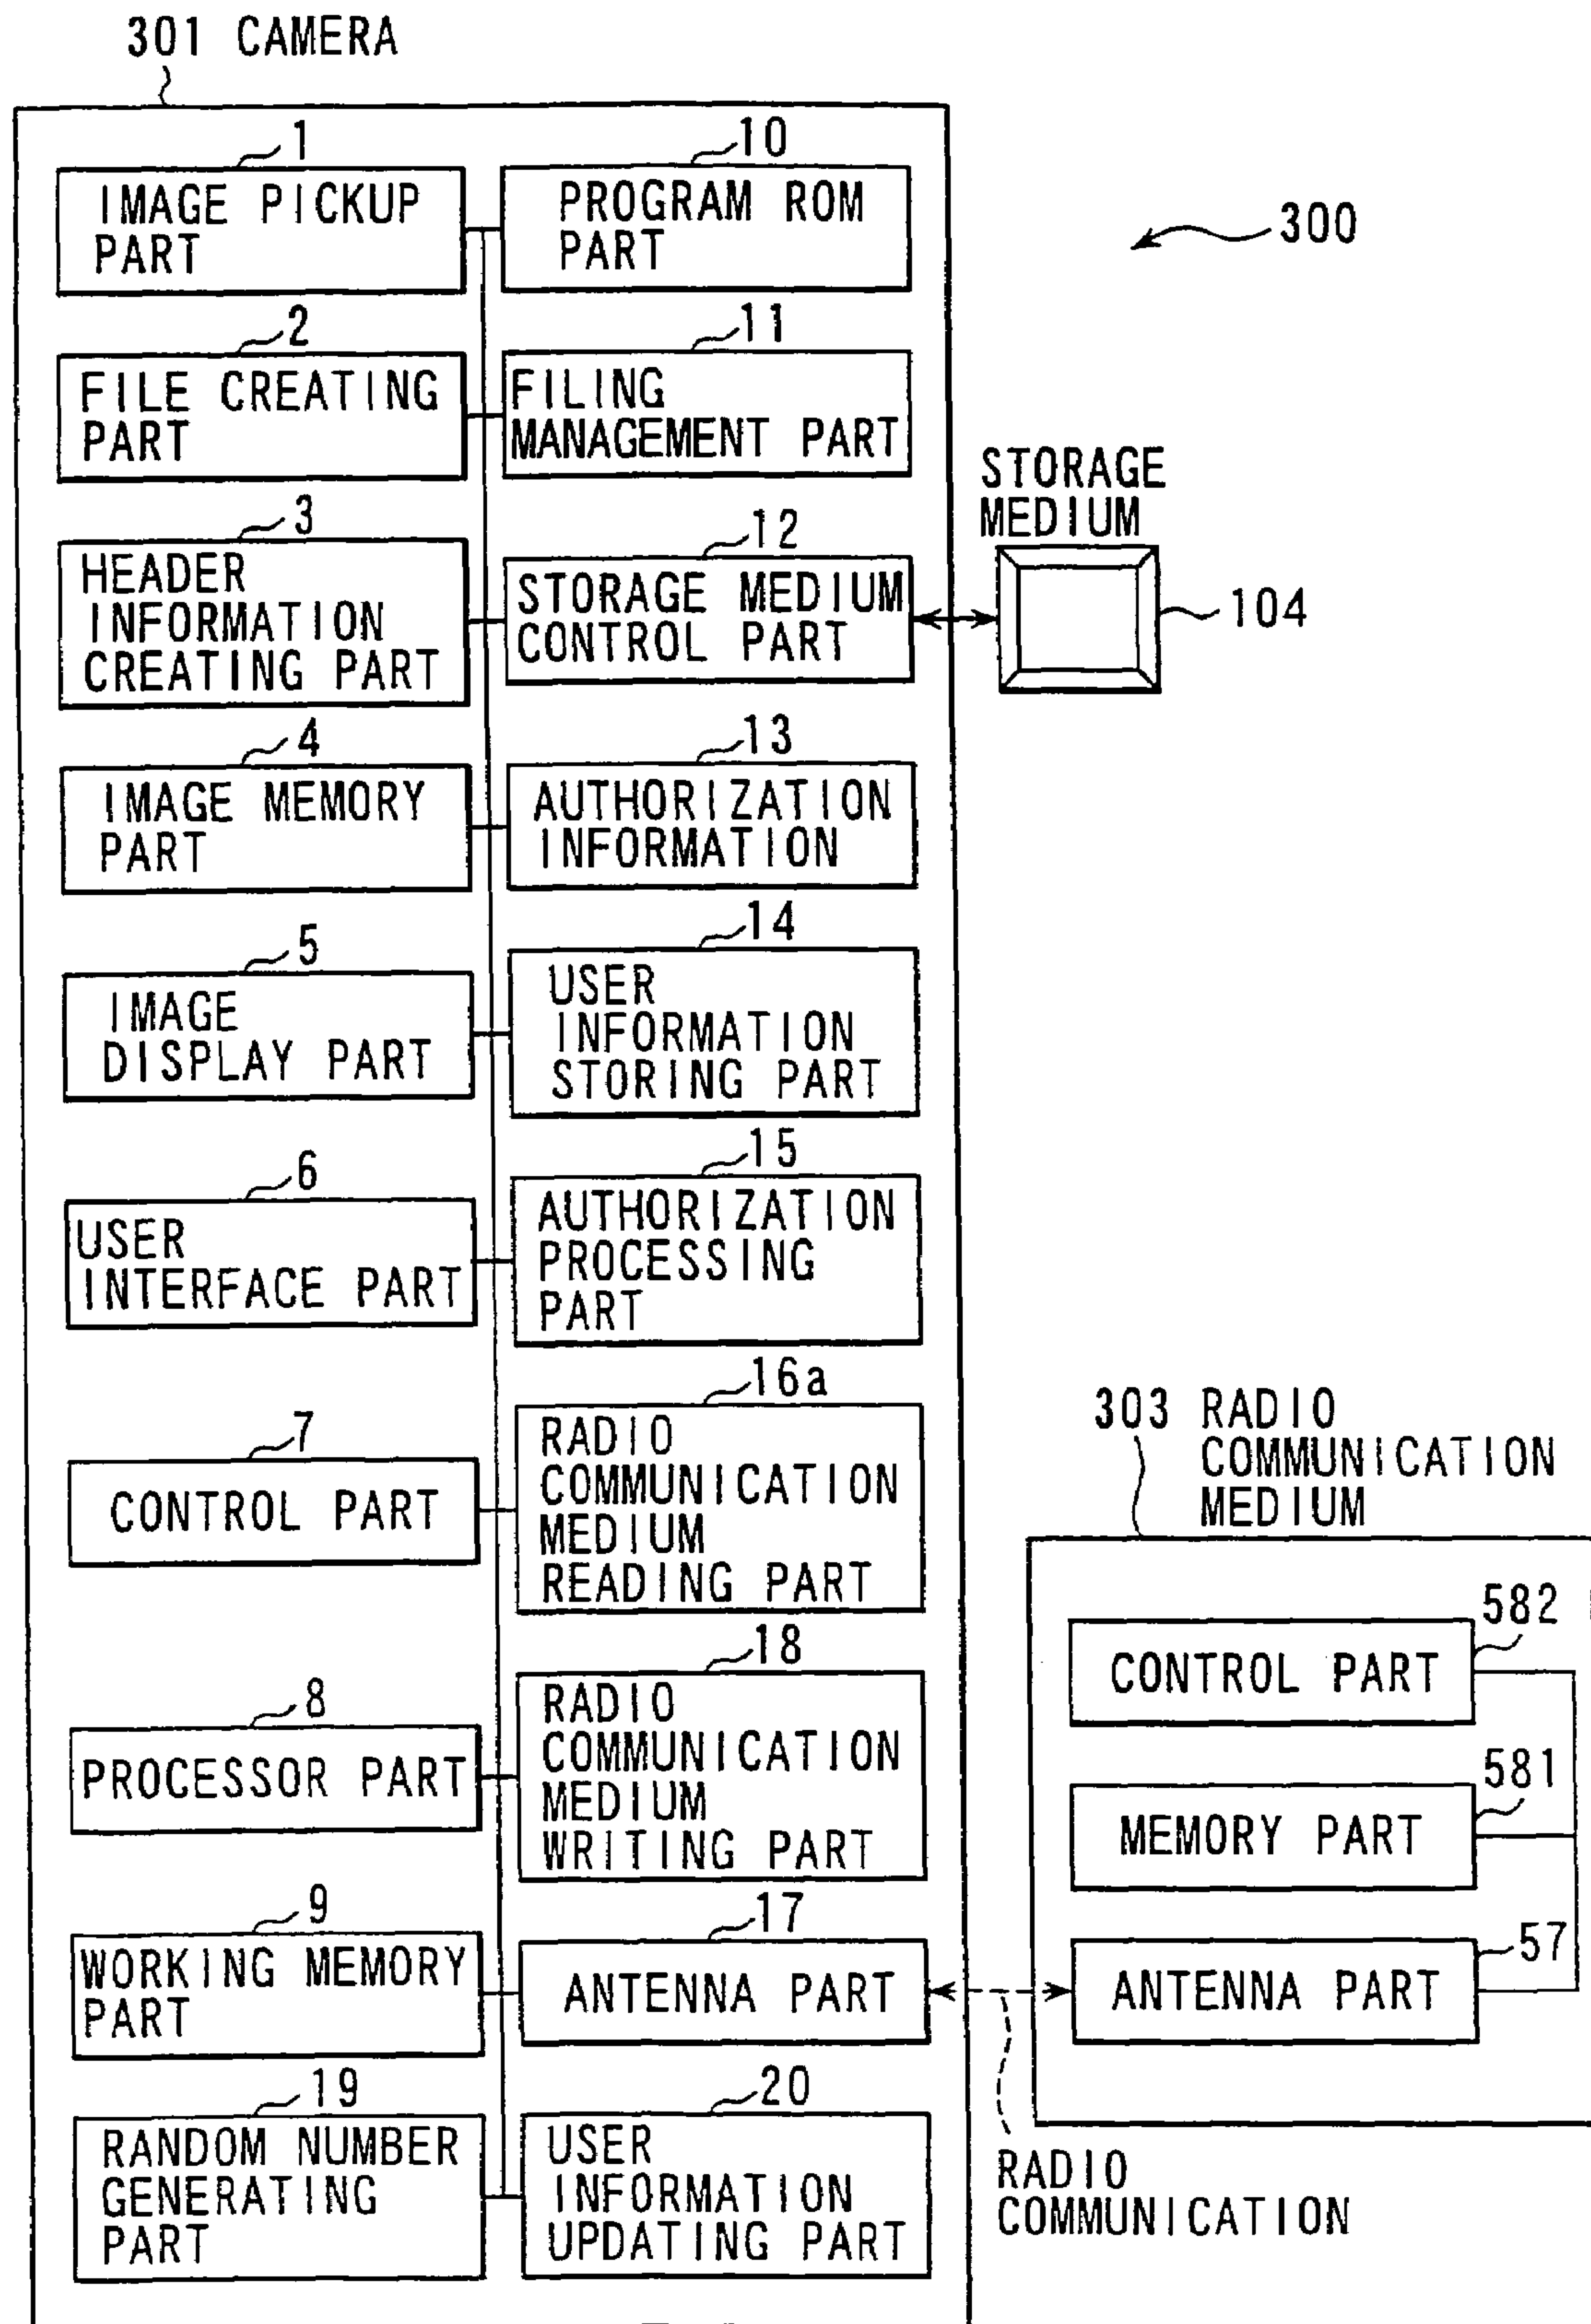 301 CAMERA
1
IMAGE PICKUP
PART
10
PROGRAM ROM
PART
300
2
FILE CREATING
PART
11
FILING
MANAGEMENT PART
STORAGE
MEDIUM
104
3
HEADER
INFORMATION
CREATING PART
12
STORAGE MEDIUM
CONTROL PART
4
IMAGE MEMORY
PART
13
AUTHORIZATION
INFORMATION
5
IMAGE
DISPLAY PART
14
USER
INFORMATION
STORING PART
6
USER
INTERFACE PART
15
AUTHORIZATION
PROCESSING
PART
7
CONTROL PART
16a
RADIO
COMMUNICATION
MEDIUM
READING PART
303 RADIO
COMMUNICATION
MEDIUM
582
CONTROL PART
8
PROCESSOR PART
18
RADIO
COMMUNICATION
MEDIUM
WRITING PART
581
MEMORY PART
9
WORKING MEMORY
PART
17
ANTENNA PART
57
ANTENNA PART
19
RANDOM NUMBER
GENERATING
PART
20
USER
INFORMATION
UPDATING PART
RADIO
COMMUNICATION